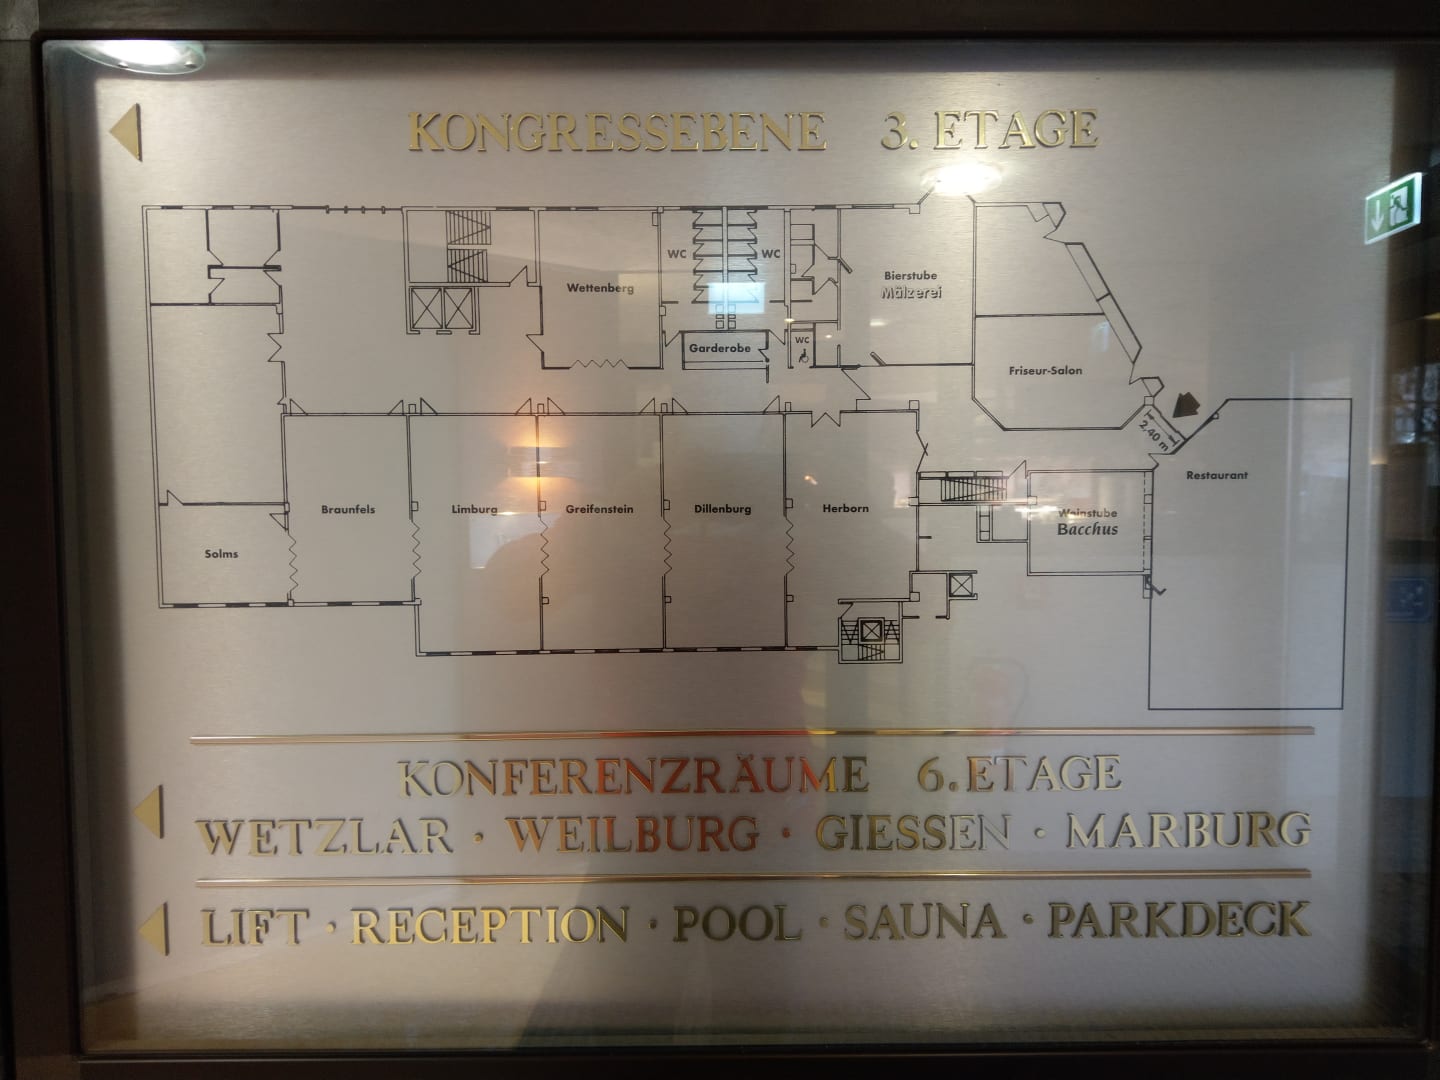 KONGRESSEBENE 3. ETAGE
WC
WC
Wettenberg
Bierstube
Mälzerei
Garderobe
WC
Friseur-Salon
2,40 m
Restaurant
Braunfels
Limburg
Greifenstein
Dillenburg
Herborn
Weinstube
Bacchus
Solms
KONFERENZRÄUME 6. ETAGE
WETZLAR · WEILBURG · GIESSEN · MARBURG
LIFT · RECEPTION · POOL · SAUNA · PARKDECK